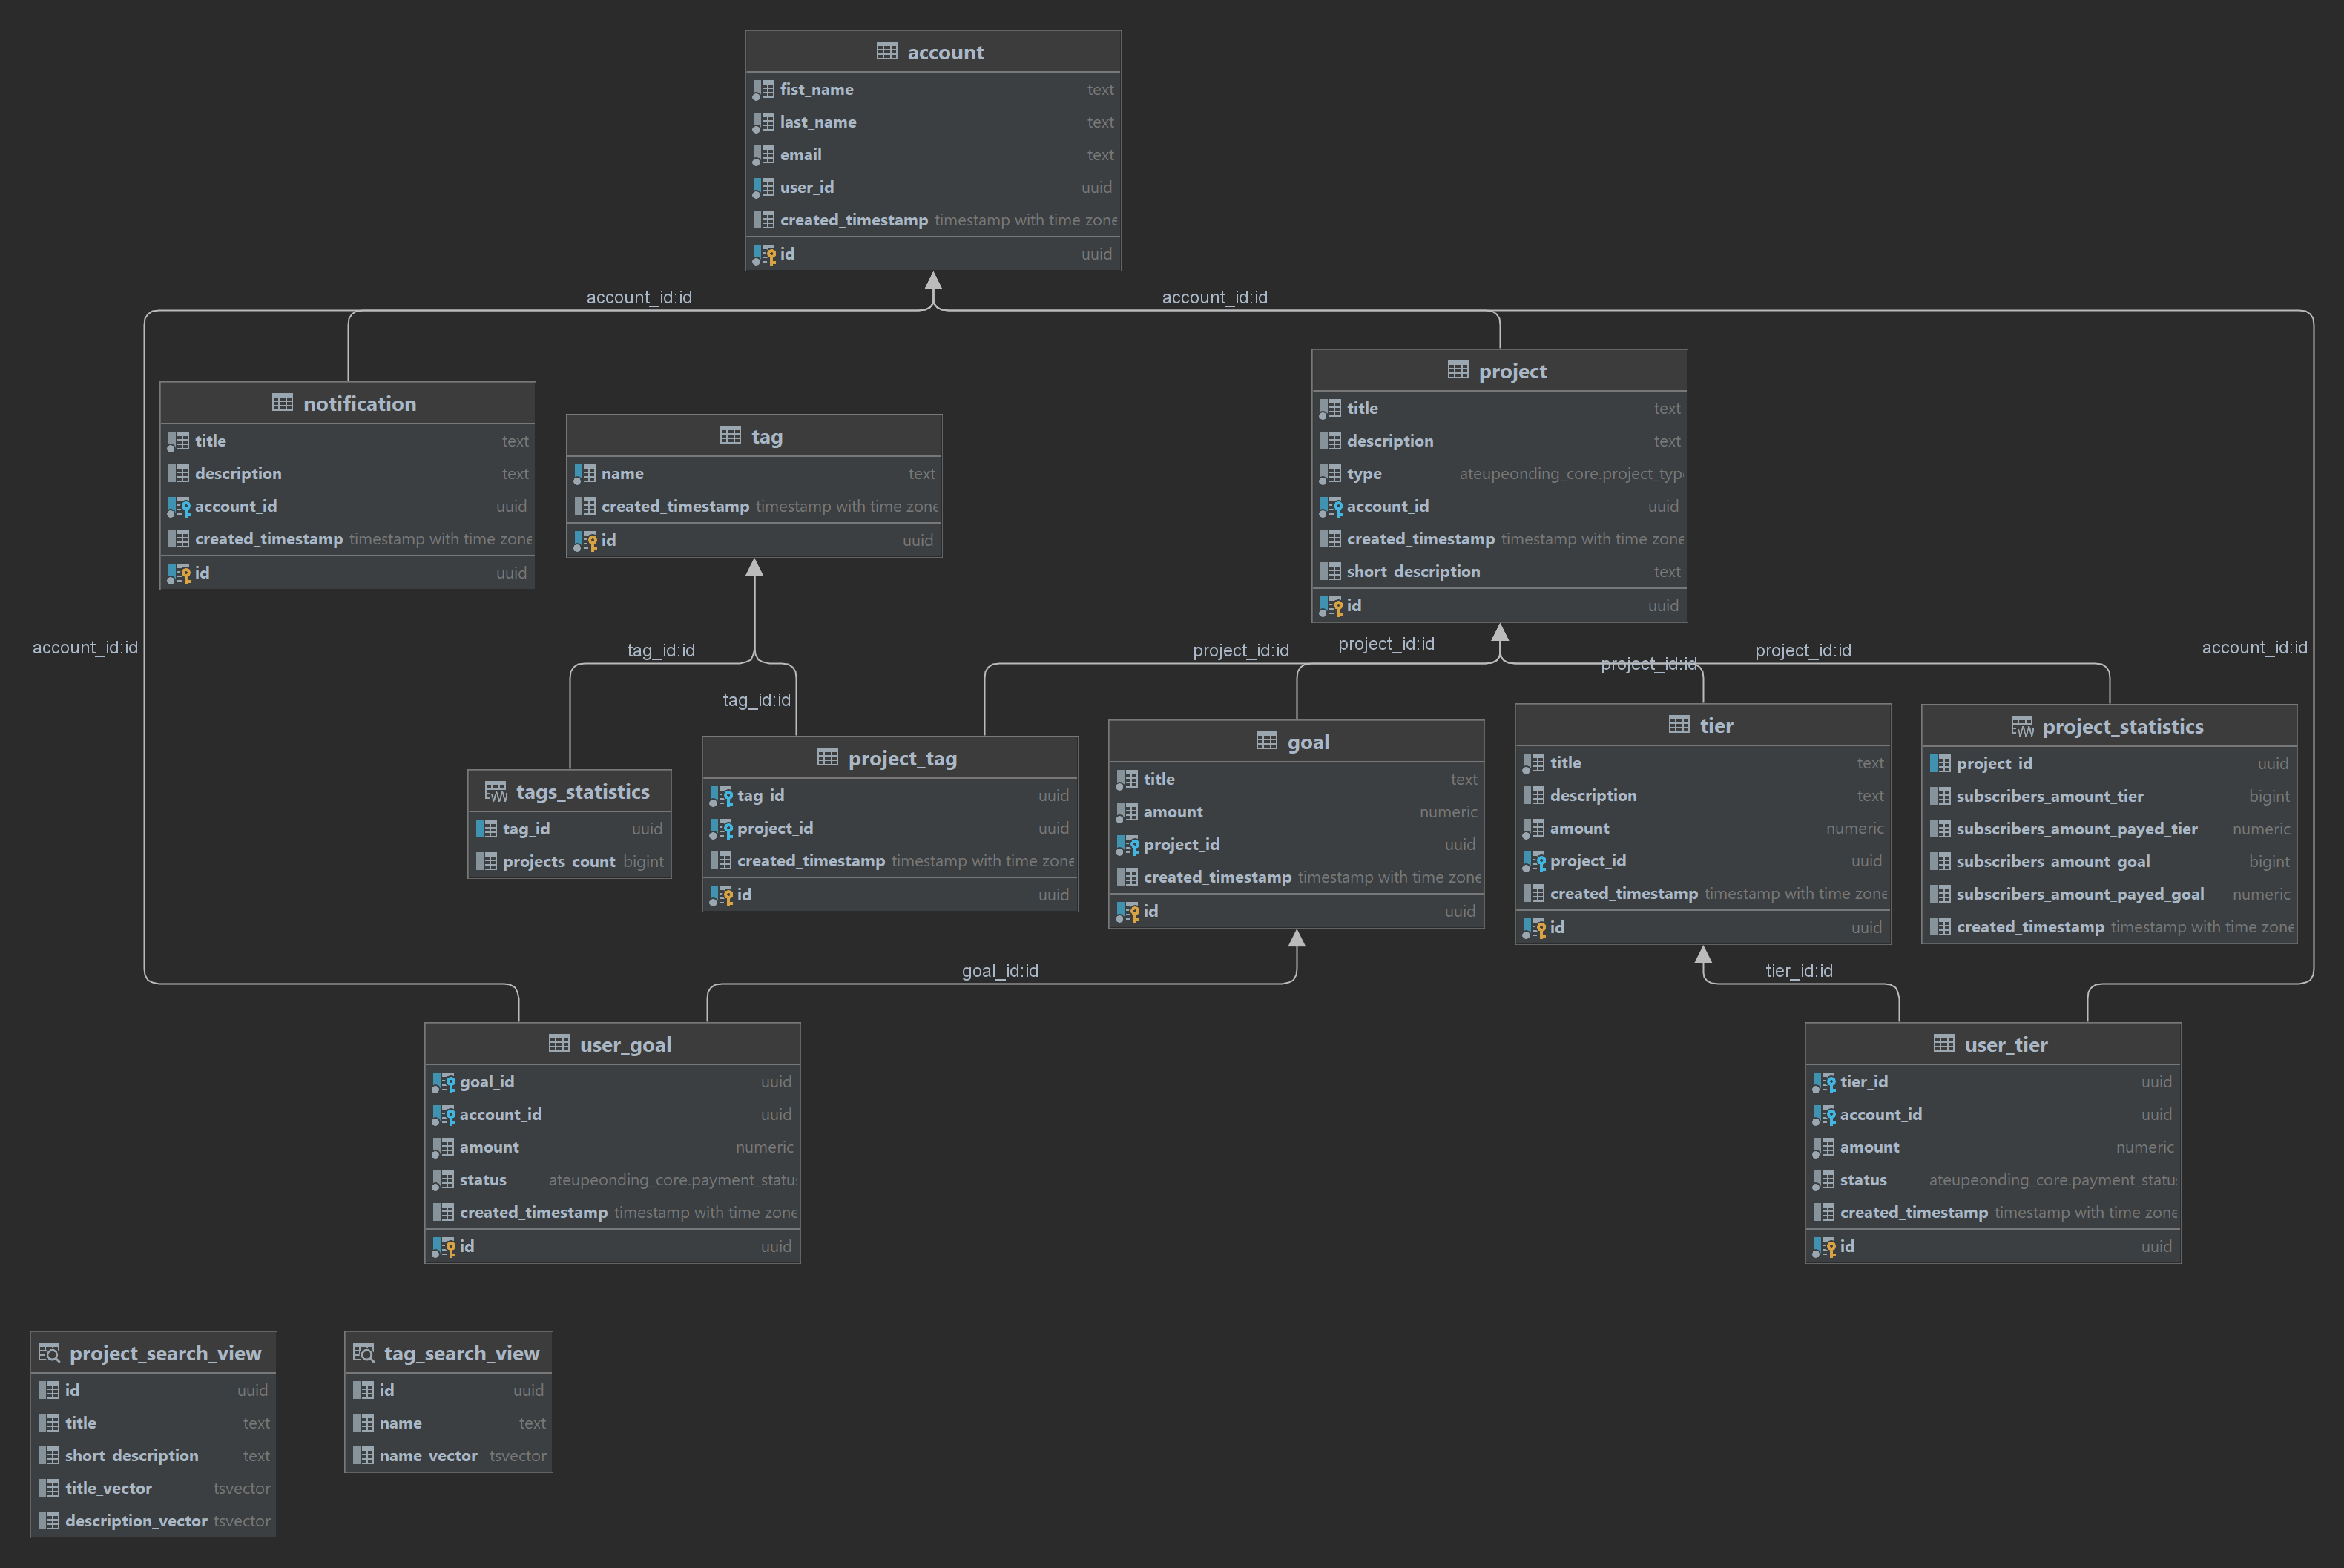 account
fist_name text
last_name text
email text
user_id uuid
created_timestamp timestamp with time zone
id uuid
account_id:id
account_id:id
notification
title text
description text
account_id uuid
created_timestamp timestamp with time zone
id uuid
tag
name text
created_timestamp timestamp with time zone
id uuid
project
title text
description text
type ateupeonding_core.project_typ
account_id uuid
created_timestamp timestamp with time zone
short_description text
id uuid
account_id:id
tag_id:id
tag_id:id
project_id:id
project_id:id
project_id:id
project_id:id
account_id:id
tags_statistics
tag_id uuid
projects_count bigint
project_tag
tag_id uuid
project_id uuid
created_timestamp timestamp with time zone
id uuid
goal
title text
amount numeric
project_id uuid
created_timestamp timestamp with time zone
id uuid
tier
title text
description text
amount numeric
project_id uuid
created_timestamp timestamp with time zone
id uuid
project_statistics
project_id uuid
subscribers_amount_tier bigint
subscribers_amount_payed_tier numeric
subscribers_amount_goal bigint
subscribers_amount_payed_goal numeric
created_timestamp timestamp with time zone
goal_id:id
tier_id:id
user_goal
goal_id uuid
account_id uuid
amount numeric
status ateupeonding_core.payment_statu
created_timestamp timestamp with time zone
id uuid
user_tier
tier_id uuid
account_id uuid
amount numeric
status ateupeonding_core.payment_statu
created_timestamp timestamp with time zone
id uuid
project_search_view
id uuid
title text
short_description text
title_vector tsvector
description_vector tsvector
tag_search_view
id uuid
name text
name_vector tsvector